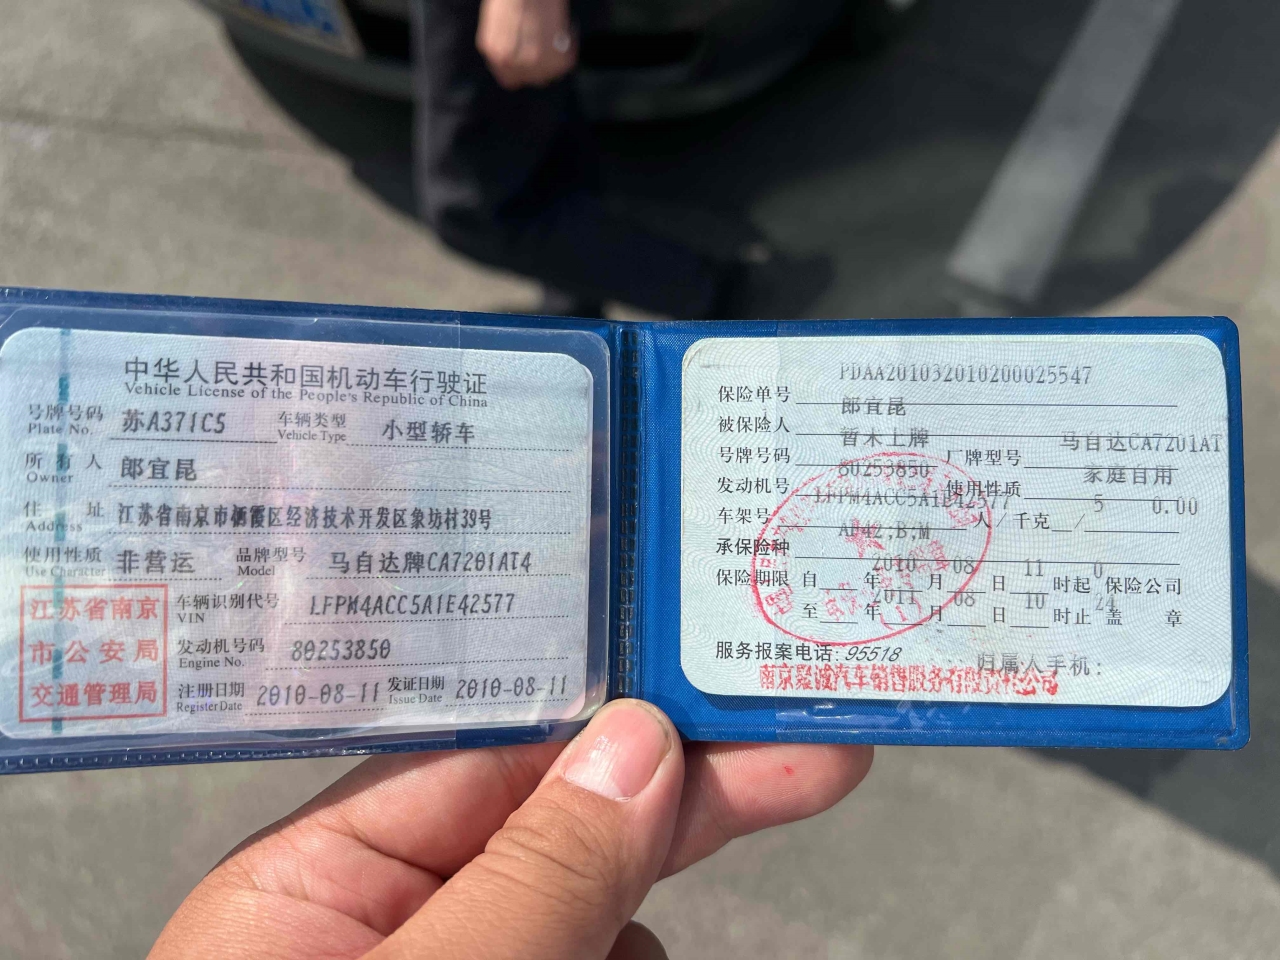 中华人民共和国机动车行驶证
Vehicle License of the People's Republic of China
号牌号码 苏A371C5 车辆类型 小型轿车
Plate No. Vehicle Type
所有人 郎宜昆
Owner
住址 江苏省南京市栖霞区经济技术开发区象坊村39号
Address
使用性质 非营运 品牌型号 马自达牌CA7201AT4
Use Character Model
江苏省南京市公安局交通管理局
车辆识别代号 LFPM4ACC5A1E42577
VIN
发动机号码 80253850
Engine No.
注册日期 2010-08-11 发证日期 2010-08-11
Register Date Issue Date
保险单号 PDAA201032010200025547
被保险人 郎宜昆
号牌号码 暂未上牌 厂牌型号 马自达CA7201AT
发动机号 80253850 使用性质 家庭自用
车架号 LFPM4ACC5A1E42577 人/千克 5 / 0.00
承保险种 AD42;B;M
保险期限 自 2010 年 08 月 11 日 0 时起 保险公司
至 2011 年 08 月 10 日 24 时止 盖章
服务报案电话: 95518 归属人手机: